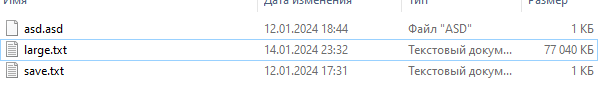 Имя Дата изменения Тип Размер
asd.asd 12.01.2024 18:44 Файл "ASD" 1 КБ
large.txt 14.01.2024 23:32 Текстовый докум... 77 040 КБ
save.txt 12.01.2024 17:31 Текстовый докум... 1 КБ